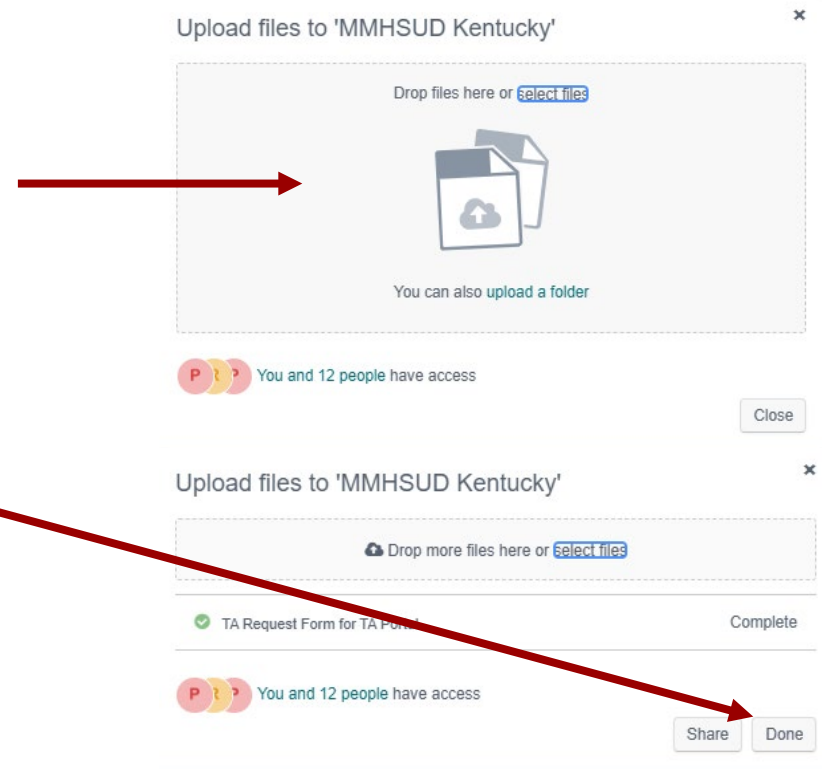 Upload files to 'MMHSUD Kentucky'
Drop files here or select files
You can also upload a folder
P R P You and 12 people have access
Close
Upload files to 'MMHSUD Kentucky'
Drop more files here or select files
TA Request Form for TA Complete
P R P You and 12 people have access
Share Done